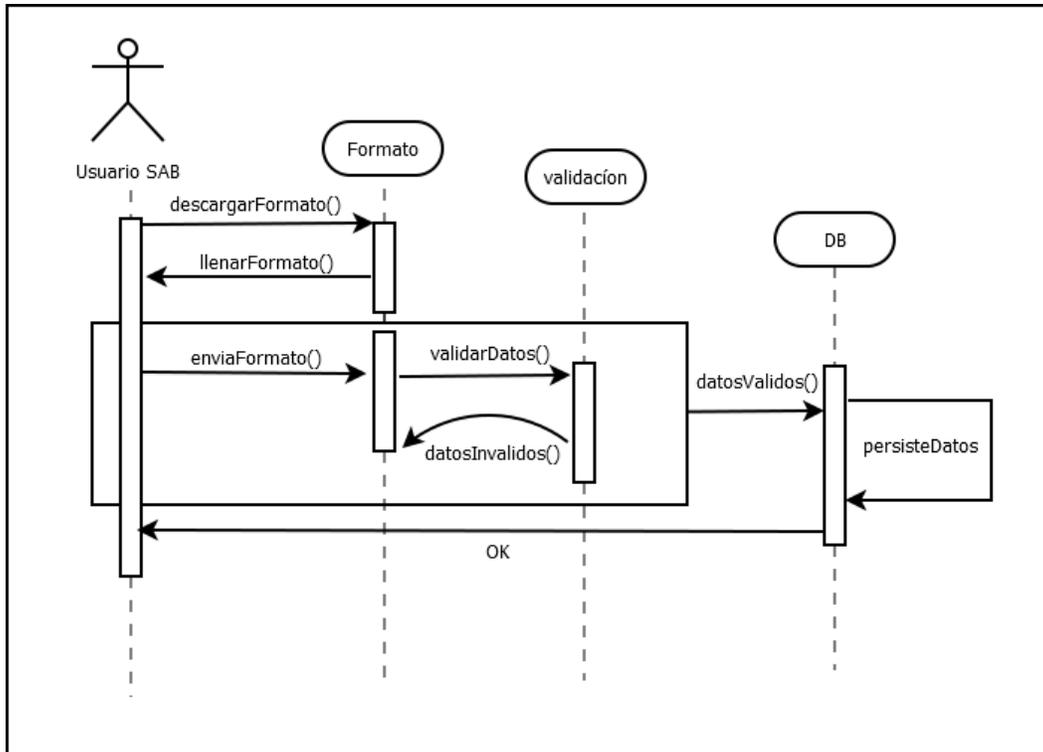 Usuario SAB
Formato
validacíon
DB
descargarFormato()
llenarFormato()
enviaFormato()
validarDatos()
datosInvalidos()
datosValidos()
persisteDatos
OK